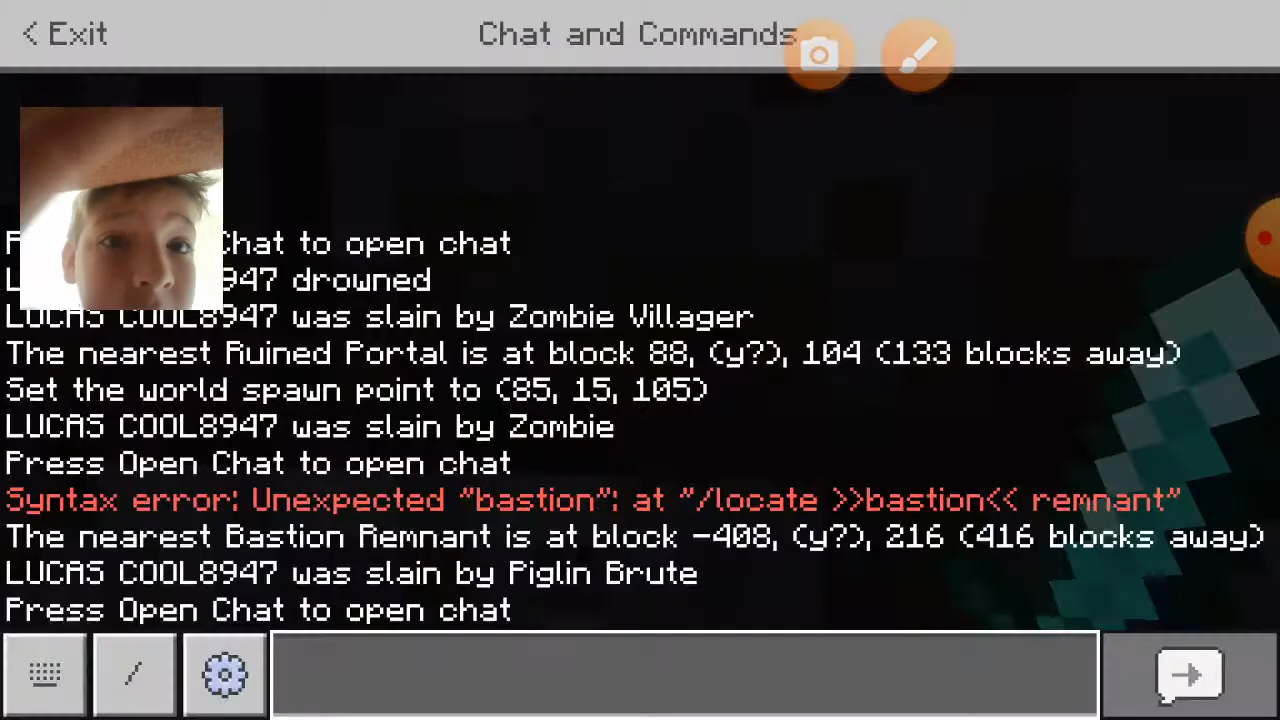 < Exit
Chat and Commands
Chat to open chat
947 drowned
LUCAS COOL8947 was slain by Zombie Villager
The nearest Ruined Portal is at block 88, (y?), 104 (133 blocks away)
Set the world spawn point to (85, 15, 105)
LUCAS COOL8947 was slain by Zombie
Press Open Chat to open chat
Syntax error: Unexpected "bastion": at "/locate >>bastion<< remnant"
The nearest Bastion Remnant is at block -408, (y?), 216 (416 blocks away)
LUCAS COOL8947 was slain by Piglin Brute
Press Open Chat to open chat
/